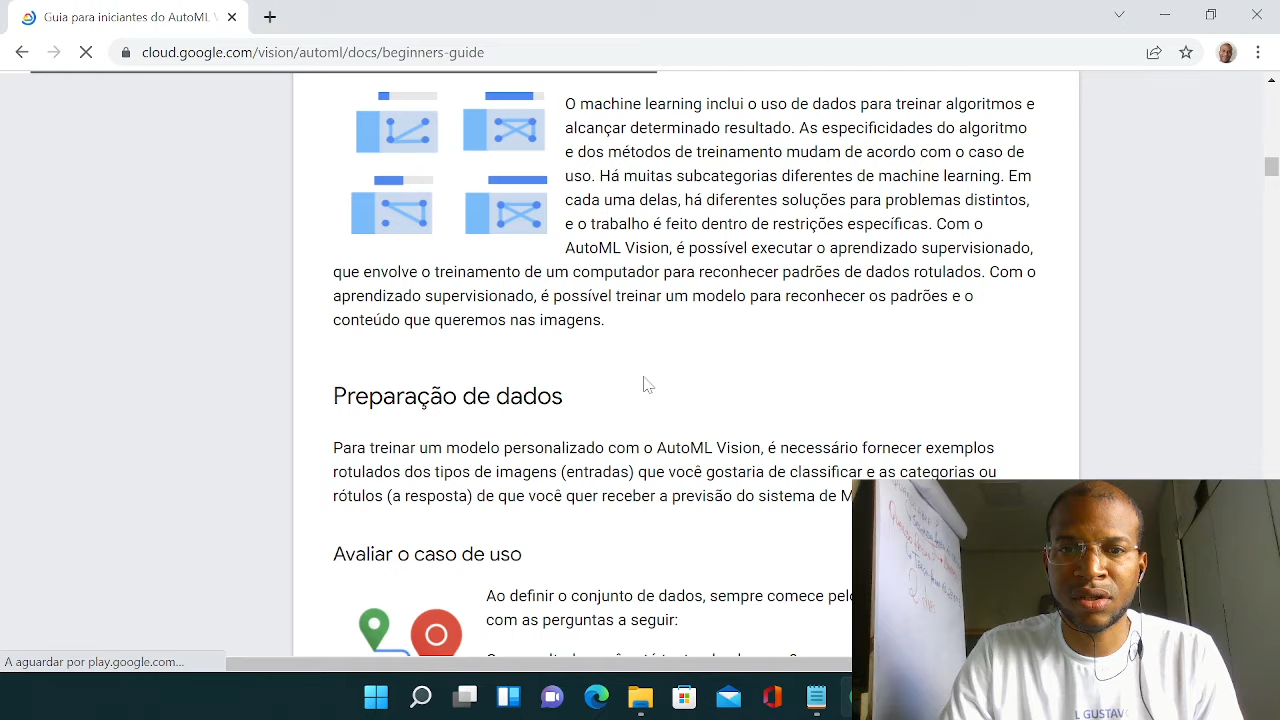 Guia para iniciantes do AutoML V
cloud.google.com/vision/automl/docs/beginners-guide
O machine learning inclui o uso de dados para treinar algoritmos e
alcançar determinado resultado. As especificidades do algoritmo
e dos métodos de treinamento mudam de acordo com o caso de
uso. Há muitas subcategorias diferentes de machine learning. Em
cada uma delas, há diferentes soluções para problemas distintos,
e o trabalho é feito dentro de restrições específicas. Com o
AutoML Vision, é possível executar o aprendizado supervisionado,
que envolve o treinamento de um computador para reconhecer padrões de dados rotulados. Com o
aprendizado supervisionado, é possível treinar um modelo para reconhecer os padrões e o
conteúdo que queremos nas imagens.
Preparação de dados
Para treinar um modelo personalizado com o AutoML Vision, é necessário fornecer exemplos
rotulados dos tipos de imagens (entradas) que você gostaria de classificar e as categorias ou
rótulos (a resposta) de que você quer receber a previsão do sistema de M
Avaliar o caso de uso
Ao definir o conjunto de dados, sempre comece pelo
com as perguntas a seguir:
A aguardar por play.google.com...
L GUSTAVO